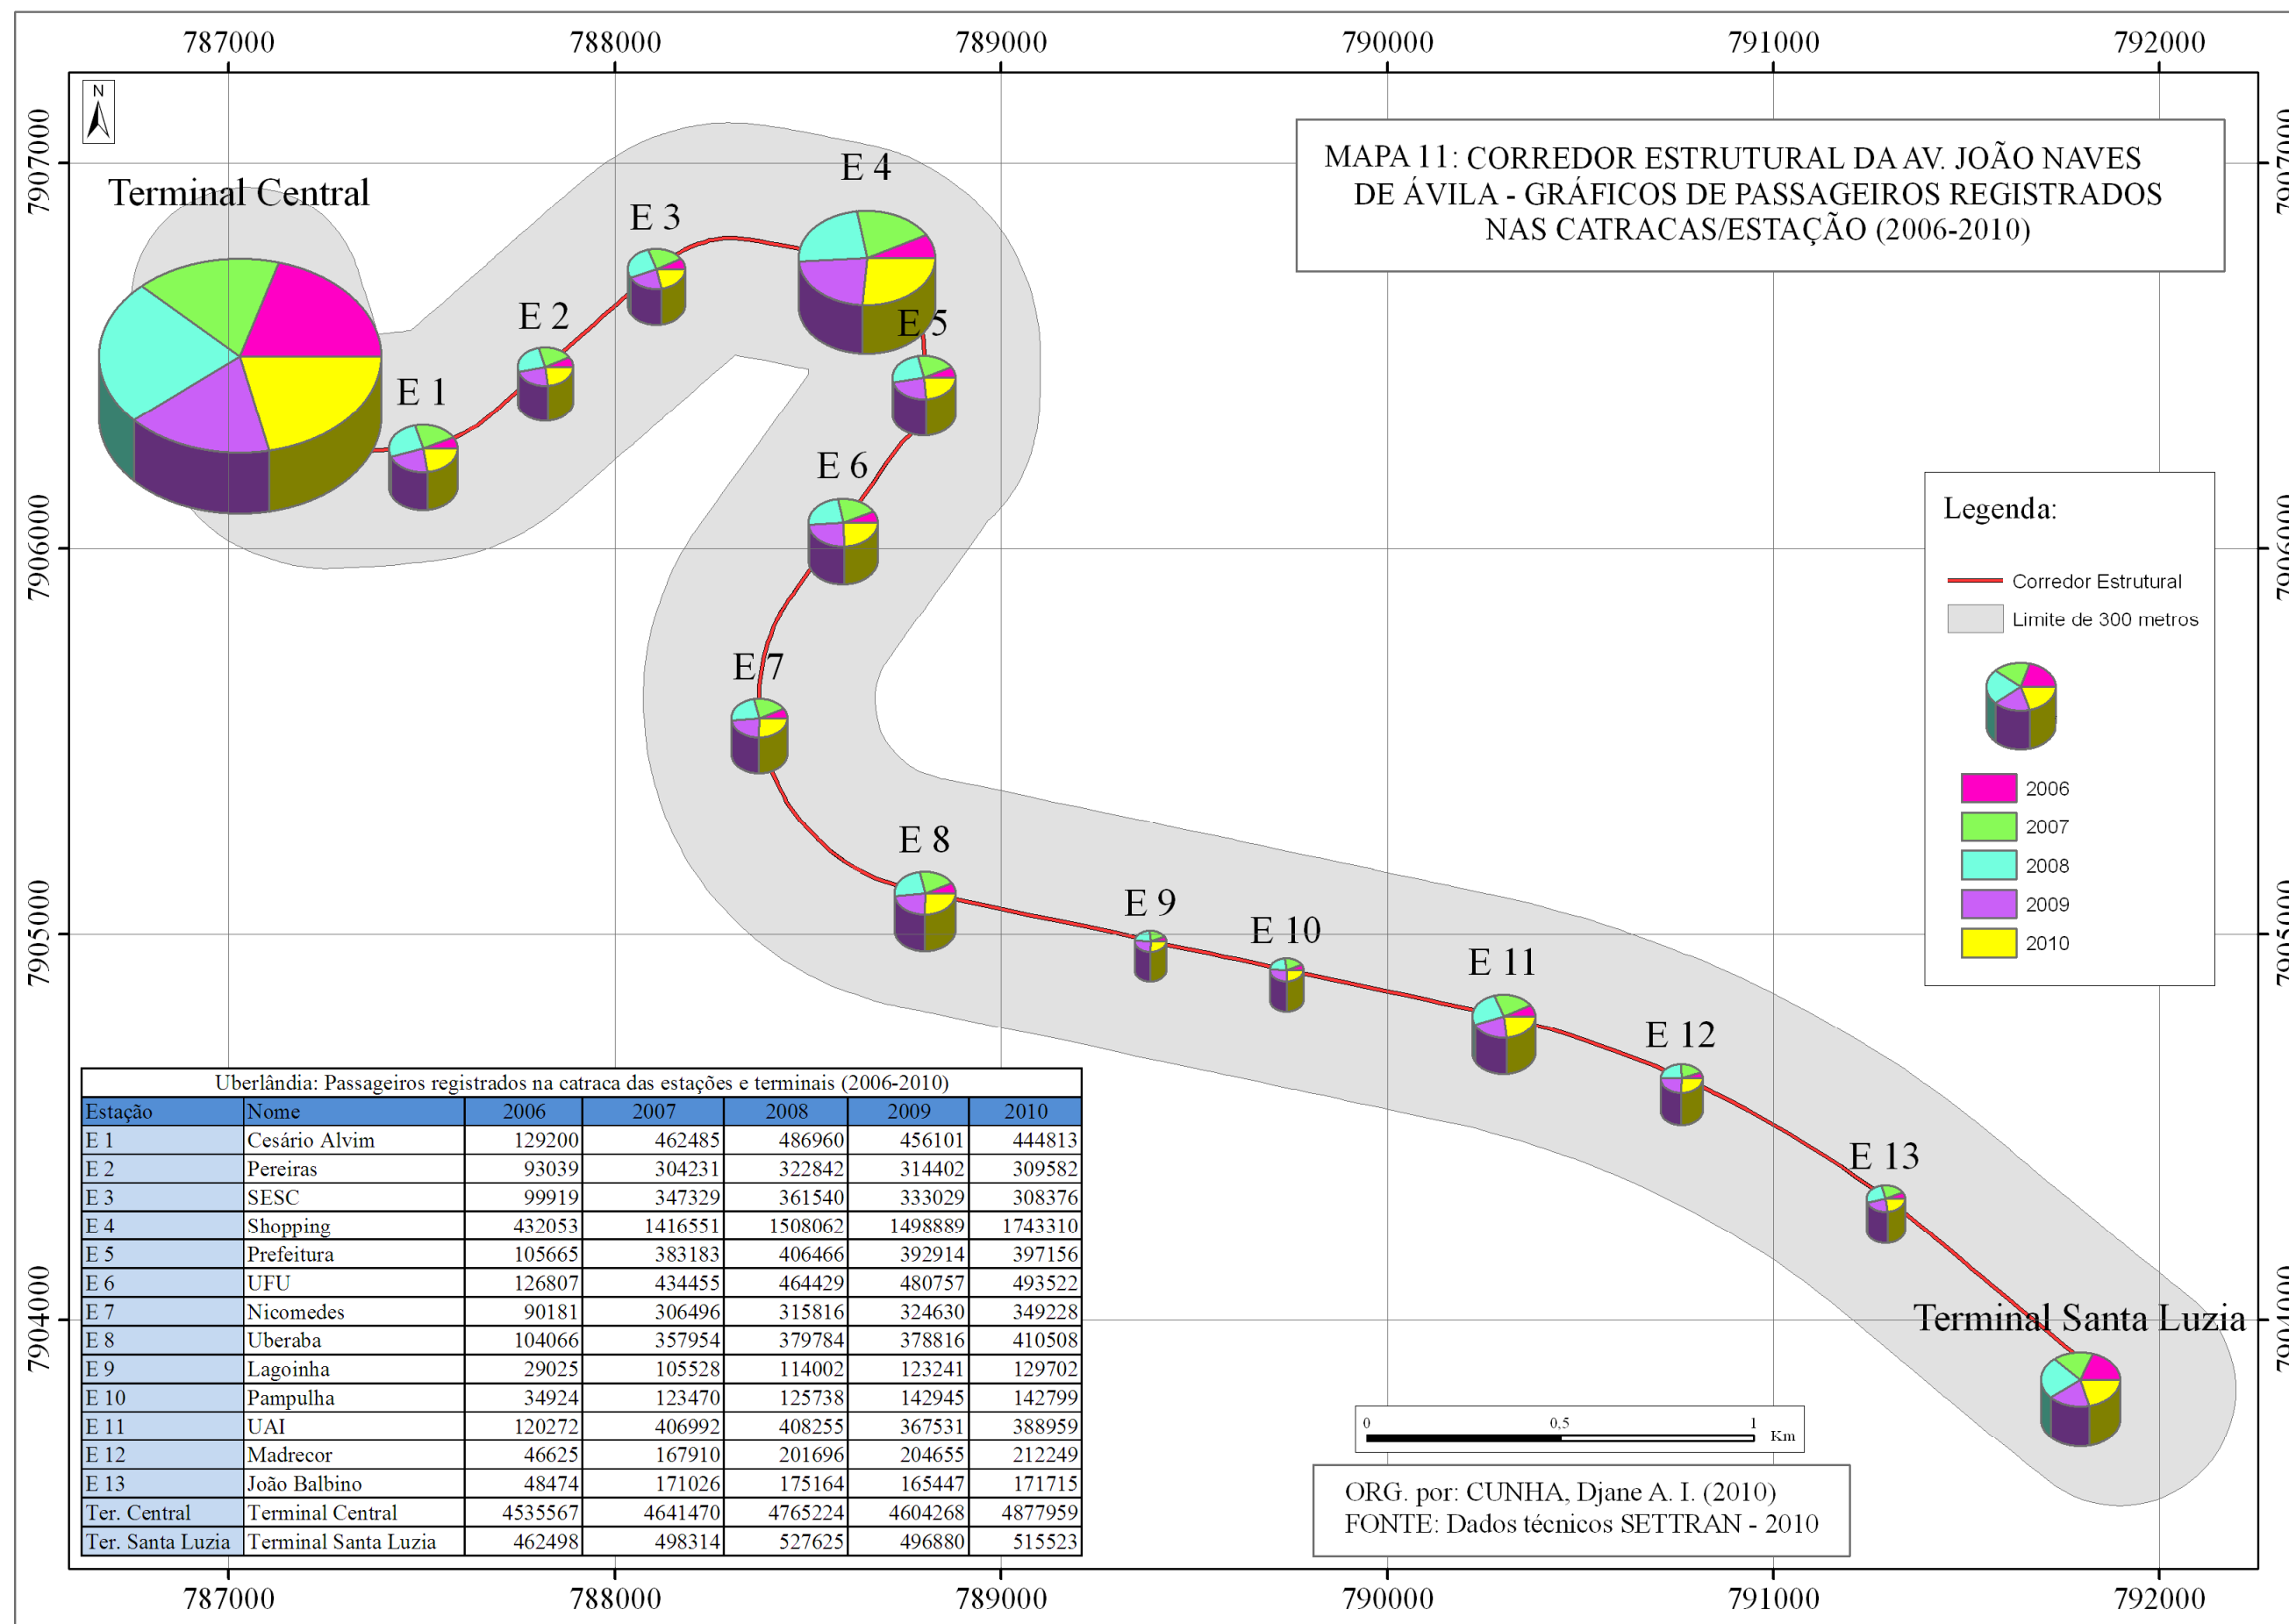 787000 788000 789000 790000 791000 792000
N
7907000
7907000
MAPA 11: CORREDOR ESTRUTURAL DA AV. JOÃO NAVES
DE ÁVILA - GRÁFICOS DE PASSAGEIROS REGISTRADOS
NAS CATRACAS/ESTAÇÃO (2006-2010)
Terminal Central
E 4
E 3
E 2
E 5
E 1
E 6
7906000
7906000
E 7
E 8
E 9
E 10
E 11
E 12
E 13
Terminal Santa Luzia
Legenda:
Corredor Estrutural
Limite de 300 metros
2006
2007
2008
2009
2010
7905000
7905000
7904000
7904000
Uberlândia: Passageiros registrados na catraca das estações e terminais (2006-2010)
Estação Nome 2006 2007 2008 2009 2010
E 1 Cesário Alvim 129200 462485 486960 456101 444813
E 2 Pereiras 93039 304231 322842 314402 309582
E 3 SESC 99919 347329 361540 333029 308376
E 4 Shopping 432053 1416551 1508062 1498889 1743310
E 5 Prefeitura 105665 383183 406466 392914 397156
E 6 UFU 126807 434455 464429 480757 493522
E 7 Nicomedes 90181 306496 315816 324630 349228
E 8 Uberaba 104066 357954 379784 378816 410508
E 9 Lagoinha 29025 105528 114002 123241 129702
E 10 Pampulha 34924 123470 125738 142945 142799
E 11 UAI 120272 406992 408255 367531 388959
E 12 Madrecor 46625 167910 201696 204655 212249
E 13 João Balbino 48474 171026 175164 165447 171715
Ter. Central Terminal Central 4535567 4641470 4765224 4604268 4877959
Ter. Santa Luzia Terminal Santa Luzia 462498 498314 527625 496880 515523
0 0,5 1
Km
ORG. por: CUNHA, Djane A. I. (2010)
FONTE: Dados técnicos SETTRAN - 2010
787000 788000 789000 790000 791000 792000